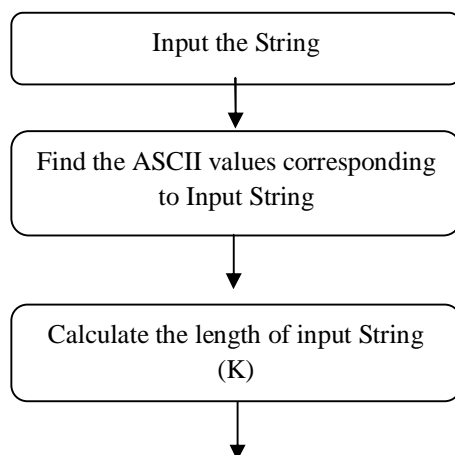 Input the String
Find the ASCII values corresponding
to Input String
Calculate the length of input String
(K)